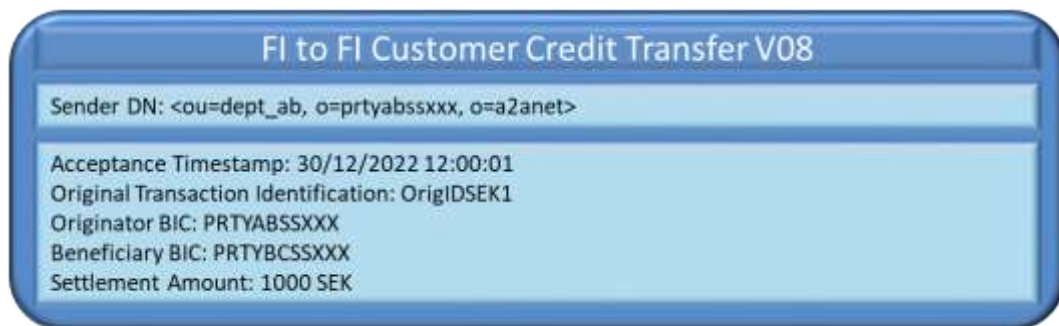 FI to FI Customer Credit Transfer V08
Sender DN: <ou=dept_ab, o=prtyabssxxx, o=a2anet>
Acceptance Timestamp: 30/12/2022 12:00:01
Original Transaction Identification: OrigIDSEK1
Originator BIC: PRTYABSSXXX
Beneficiary BIC: PRTYBCSSXXX
Settlement Amount: 1000 SEK